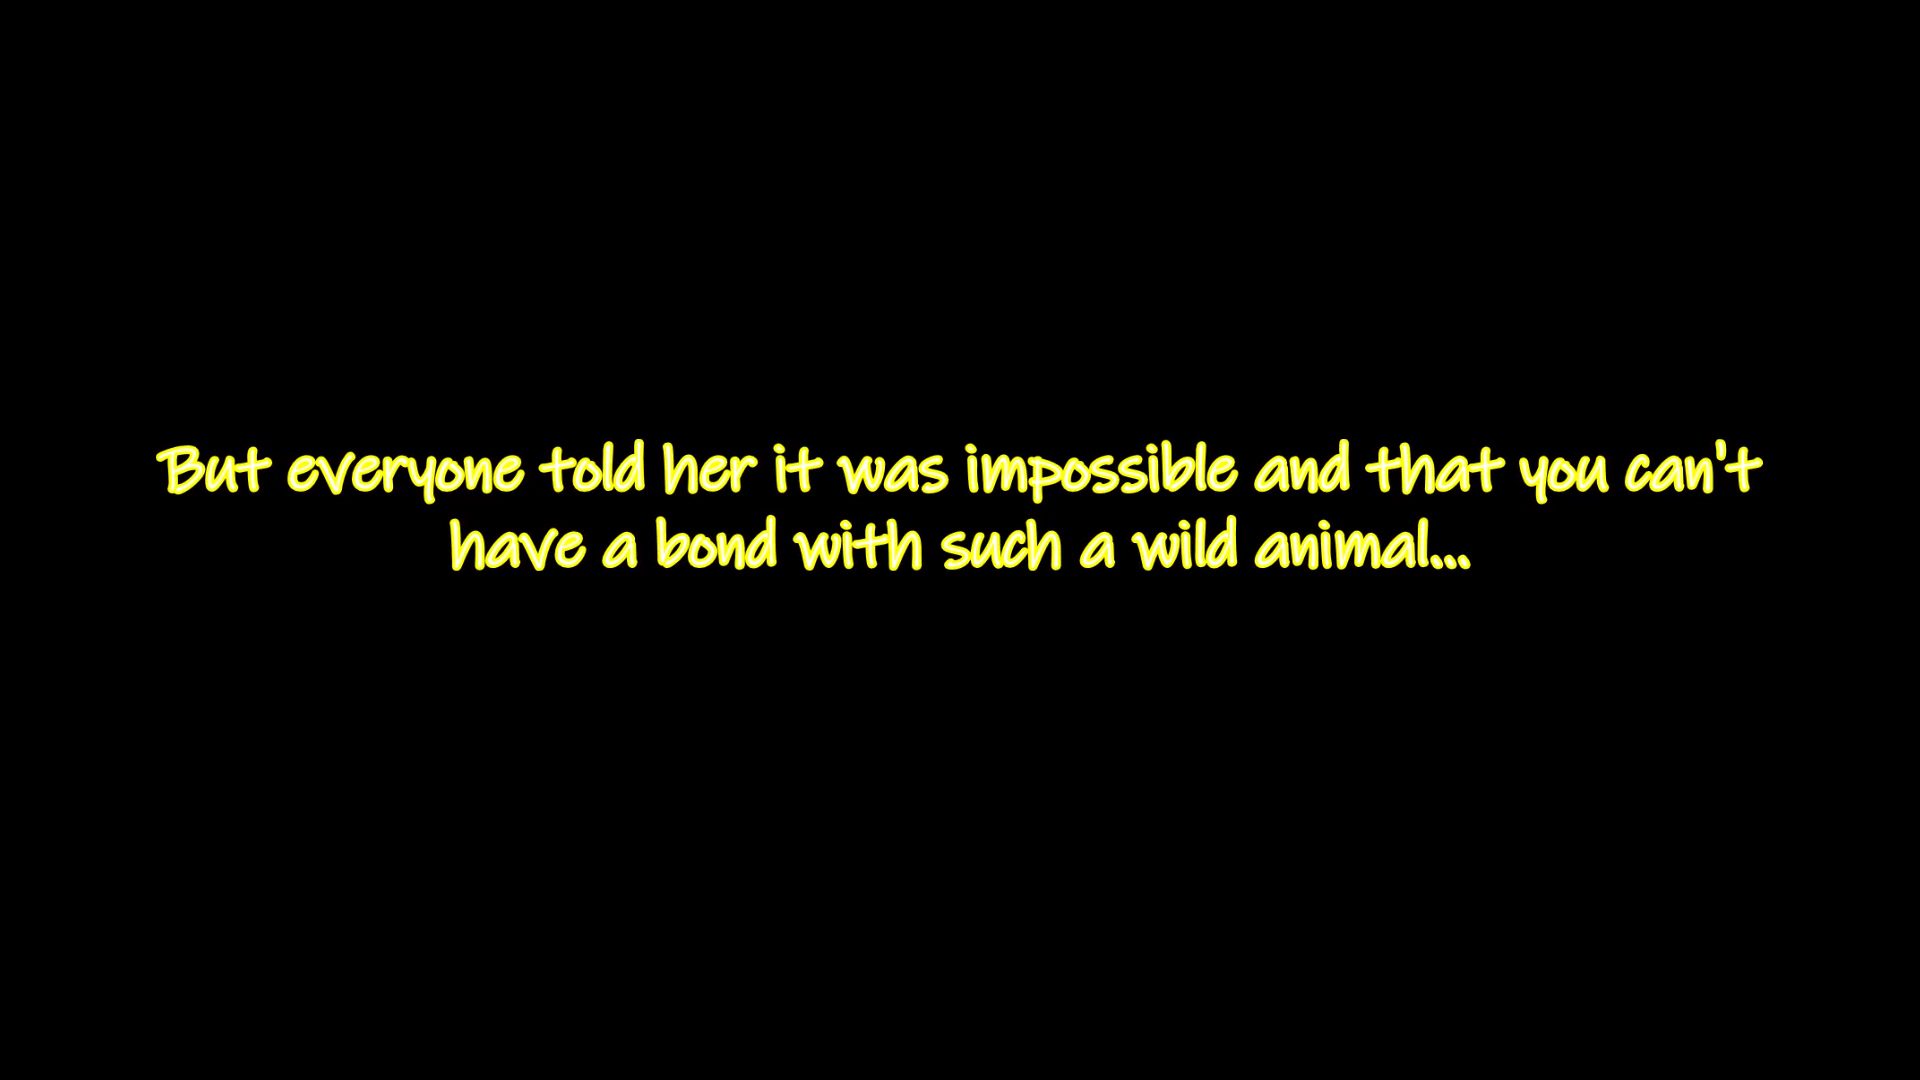 But everyone told her it was impossible and that you can't
have a bond with such a wild animal...